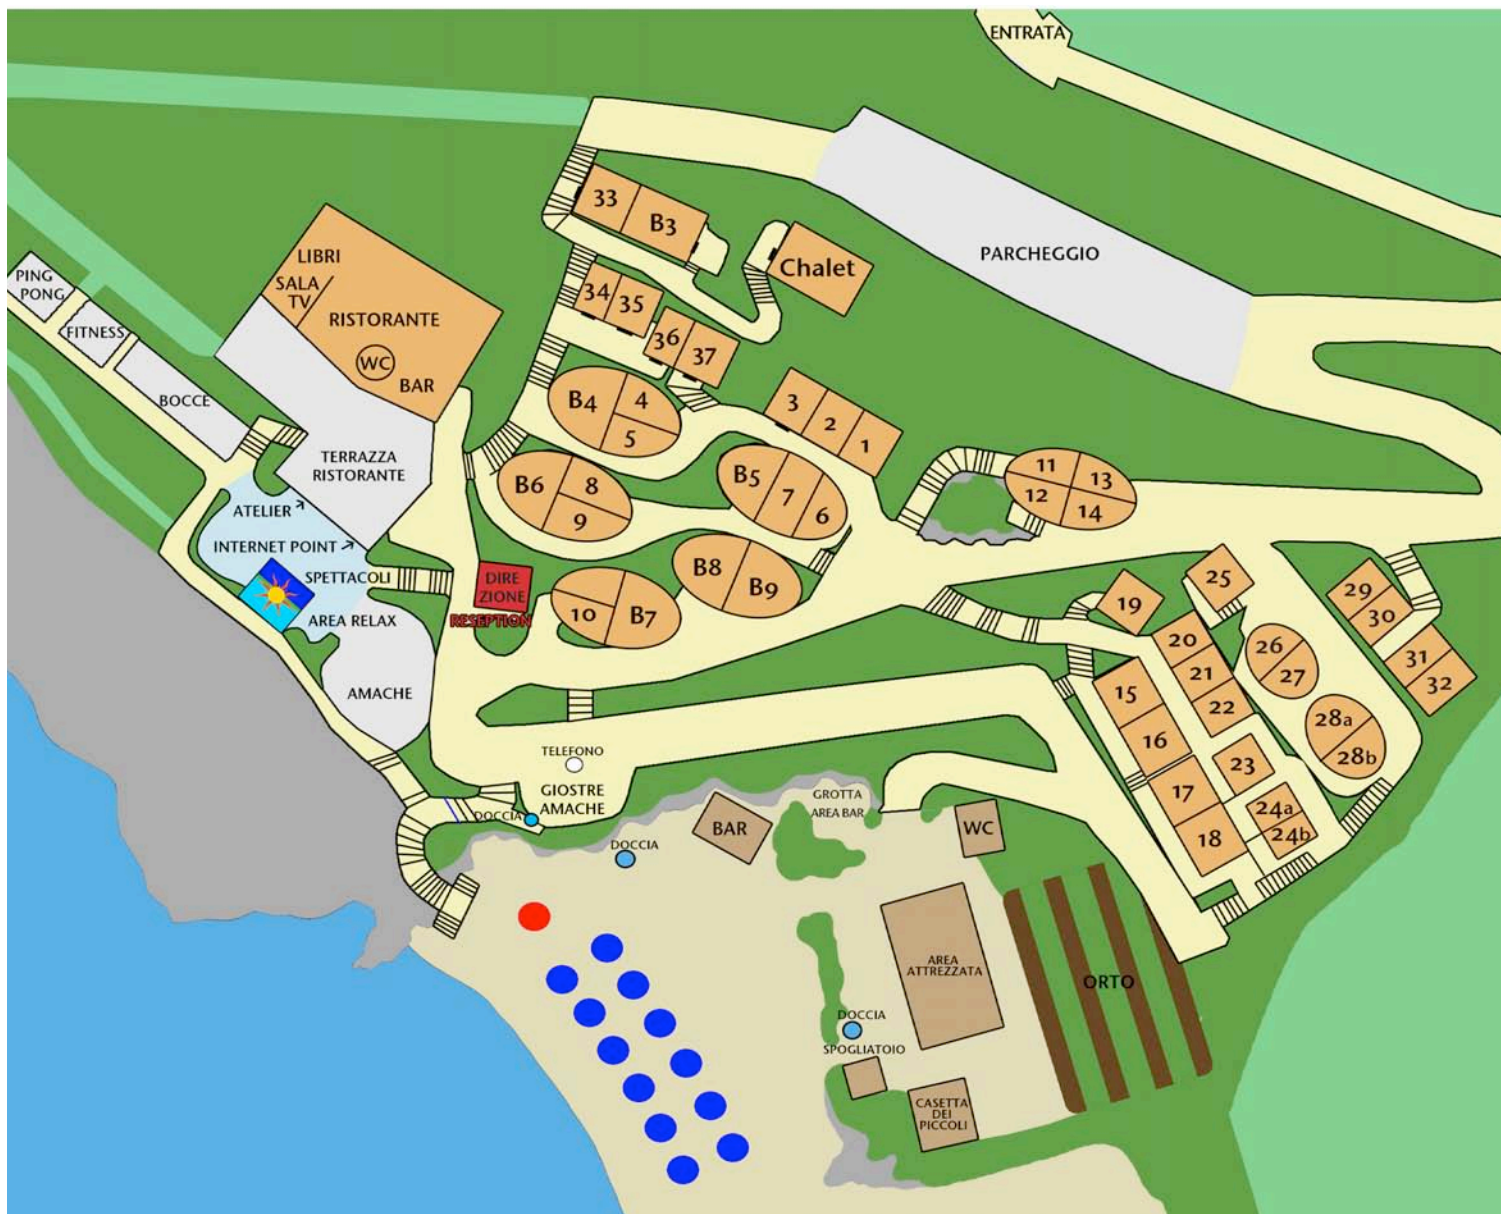 ENTRATA
33
B3
Chalet
PARCHEGGIO
LIBRI
SALA
TV
RISTORANTE
WC
BAR
PING
PONG
FITNESS
BOCCE
34
35
36
37
B4
4
5
3
2
1
TERRAZZA
RISTORANTE
B6
8
9
B5
7
6
11
13
12
14
ATELIER
INTERNET POINT
SPETTACOLI
AREA RELAX
AMACHE
DIRE
ZIONE
RESEPTION
10
B7
B8
B9
19
25
29
30
31
32
20
21
22
26
27
28a
28b
15
16
17
18
23
24a
24b
TELEFONO
GIOSTRE
AMACHE
DOCCIA
DOCCIA
BAR
GROTTA
AREA BAR
WC
AREA
ATTREZZATA
ORTO
DOCCIA
SPOGLIATOIO
CASETTA
DEI
PICCOLI